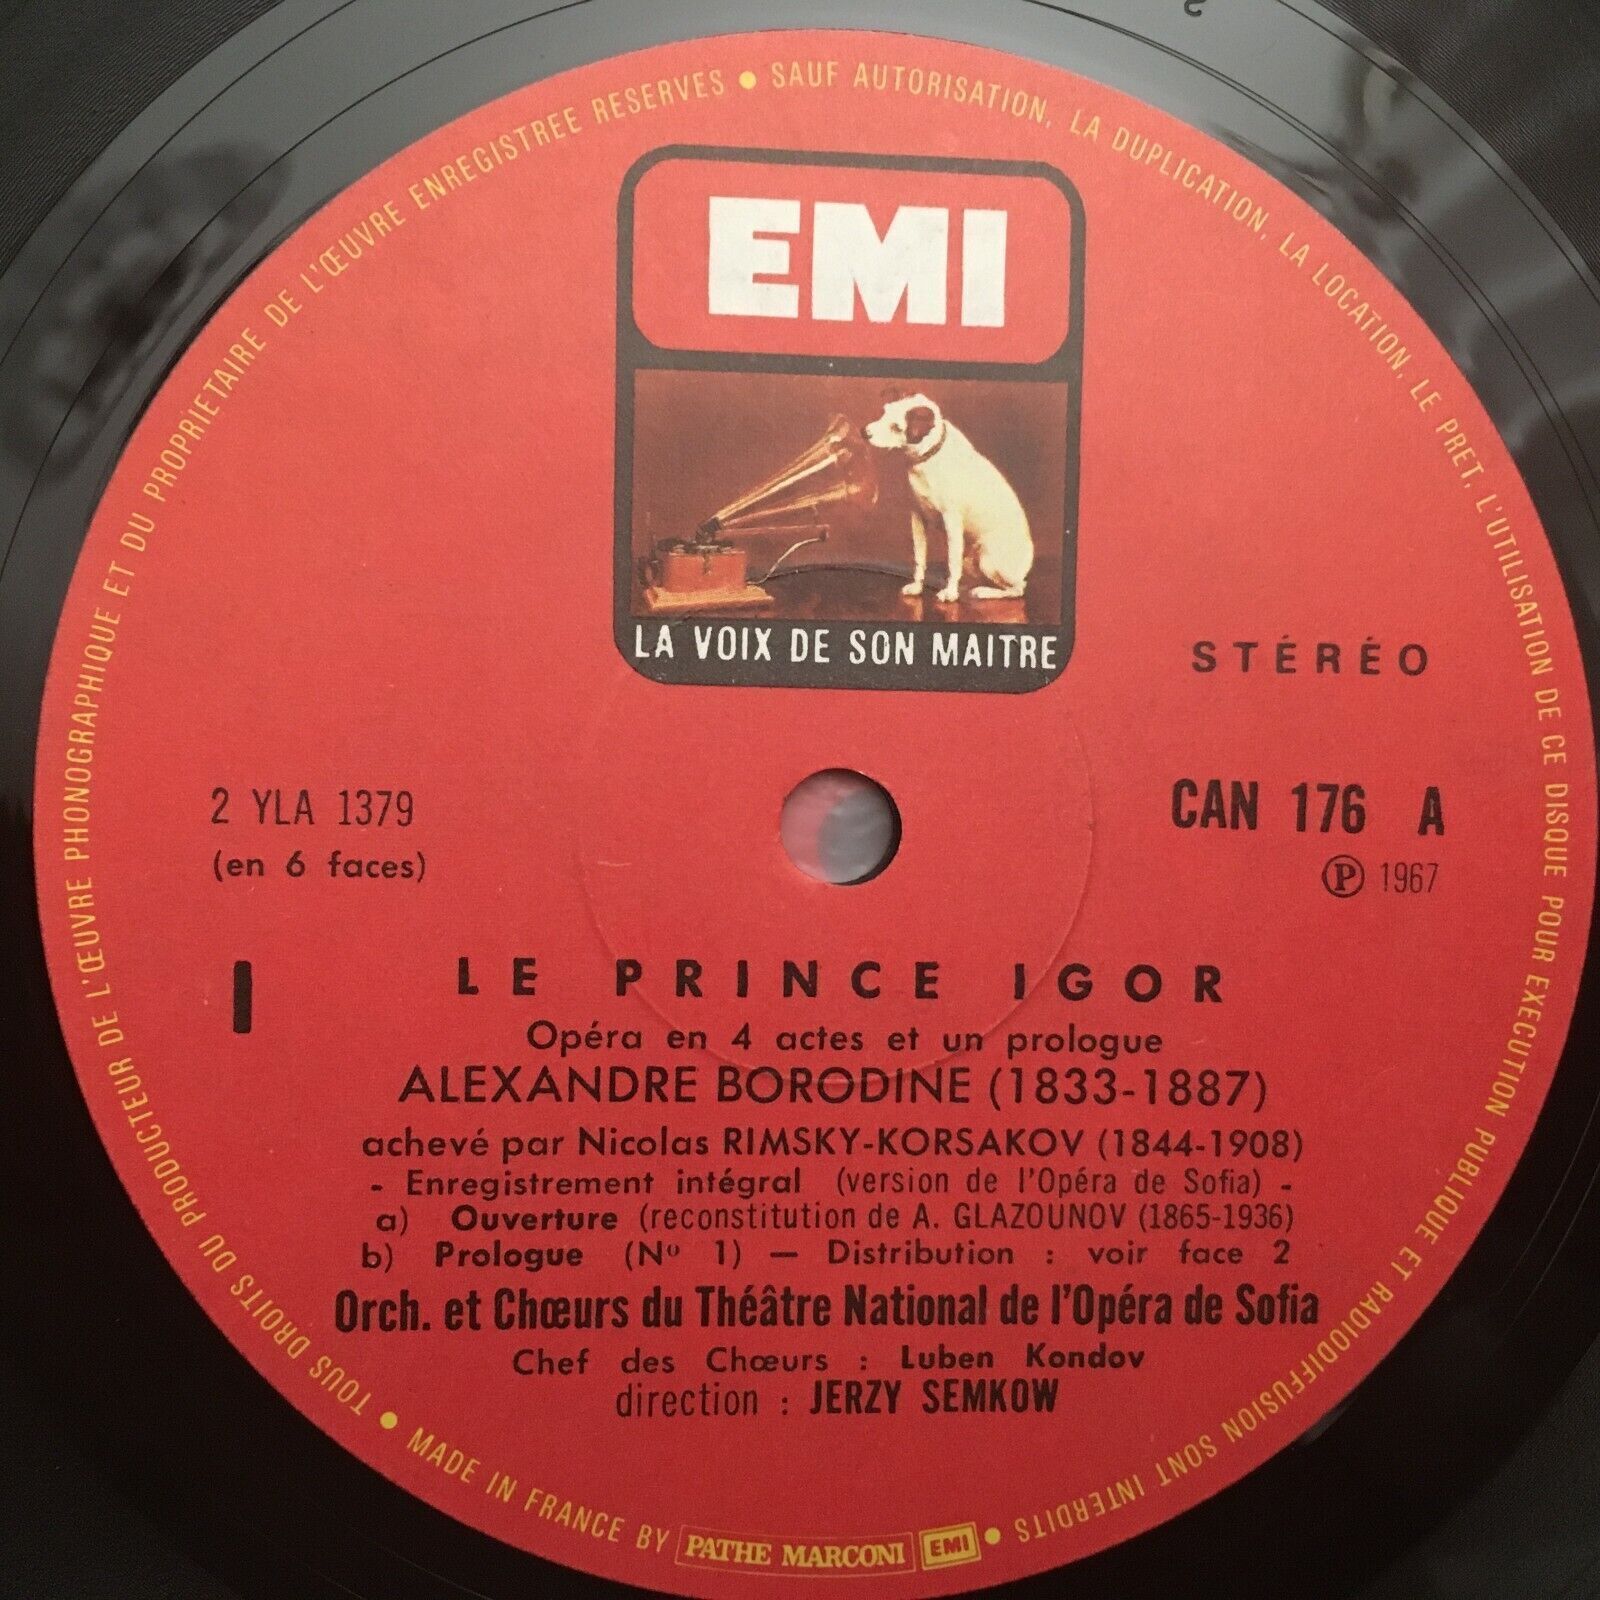 EMI
LA VOIX DE SON MAITRE
STÉRÉO
2 YLA 1379
(en 6 faces)
CAN 176 A
Ⓟ 1967
I
LE PRINCE IGOR
Opéra en 4 actes et un prologue
ALEXANDRE BORODINE (1833-1887)
achevé par Nicolas RIMSKY-KORSAKOV (1844-1908)
- Enregistrement intégral (version de l'Opéra de Sofia) -
a) Ouverture (reconstitution de A. GLAZOUNOV (1865-1936)
b) Prologue (Nº 1) — Distribution : voir face 2
Orch. et Chœurs du Théâtre National de l'Opéra de Sofia
Chef des Chœurs : Luben Kondov
direction : JERZY SEMKOW
TOUS DROITS DU PRODUCTEUR DE L'ŒUVRE PHONOGRAPHIQUE ET DU PROPRIETAIRE DE L'ŒUVRE ENREGISTREE RESERVES • SAUF AUTORISATION, LA DUPLICATION, LA LOCATION, LE PRET, L'UTILISATION DE CE DISQUE POUR EXECUTION PUBLIQUE ET RADIODIFFUSION SONT INTERDITS •
• MADE IN FRANCE BY PATHE MARCONI EMI